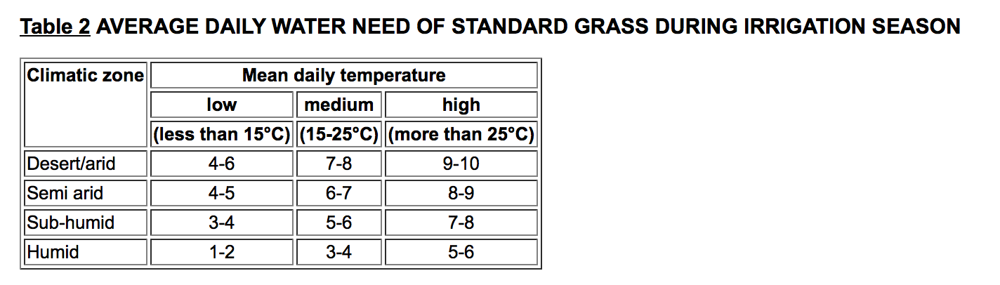 Table 2 AVERAGE DAILY WATER NEED OF STANDARD GRASS DURING IRRIGATION SEASON
Climatic zone Mean daily temperature
low medium high
(less than 15°C) (15-25°C) (more than 25°C)
Desert/arid 4-6 7-8 9-10
Semi arid 4-5 6-7 8-9
Sub-humid 3-4 5-6 7-8
Humid 1-2 3-4 5-6